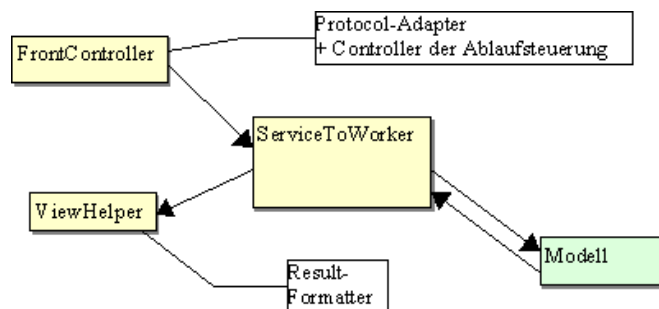 Protocol-Adapter
+ Controller der Ablaufsteuerung
FrontController
ServiceToWorker
ViewHelper
Modell
Result-
Formatter